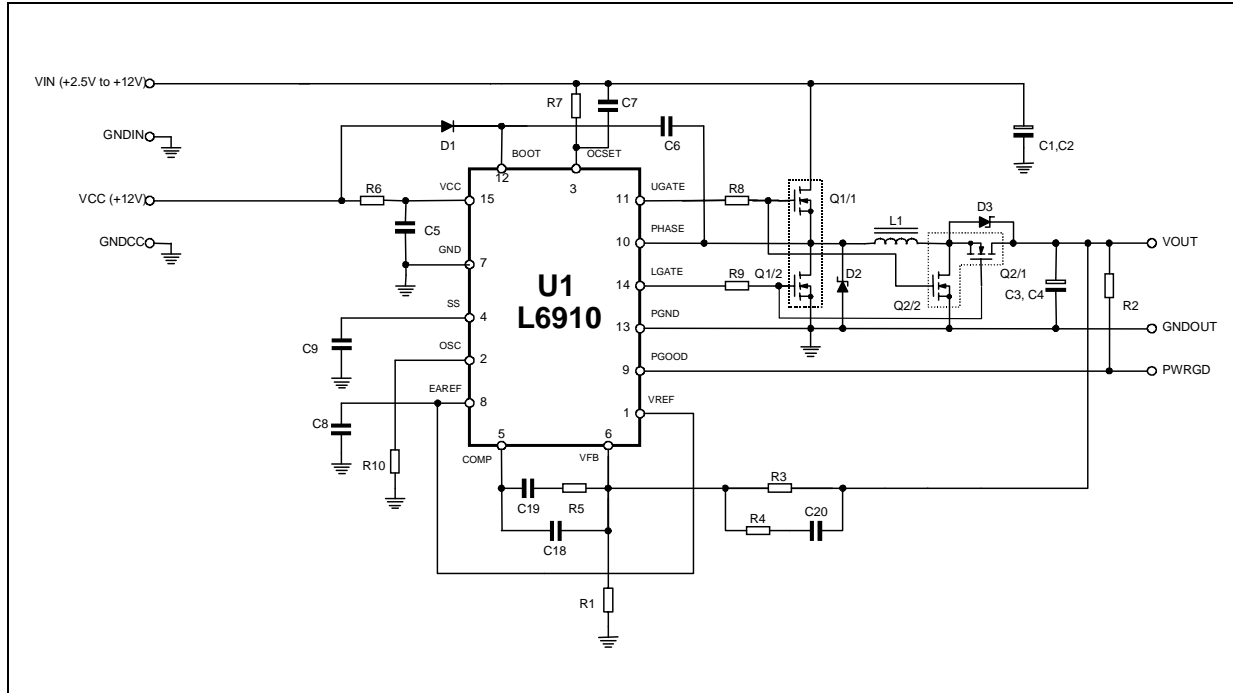 VIN (+2.5V to +12V)
R7
C7
GNDIN
D1
C6
C1,C2
BOOT
OCSET
12
3
VCC (+12V)
R6
VCC
15
UGATE
11
R8
Q1/1
D3
C5
PHASE
10
L1
VOUT
GNDCC
GND
7
U1
L6910
LGATE
14
R9
Q1/2
D2
Q2/1
Q2/2
C3, C4
R2
SS
4
PGND
13
GNDOUT
C9
OSC
2
PGOOD
9
PWRGD
EAREF
8
VREF
1
C8
5
6
R10
COMP
VFB
C19
R5
R3
R4
C20
C18
R1